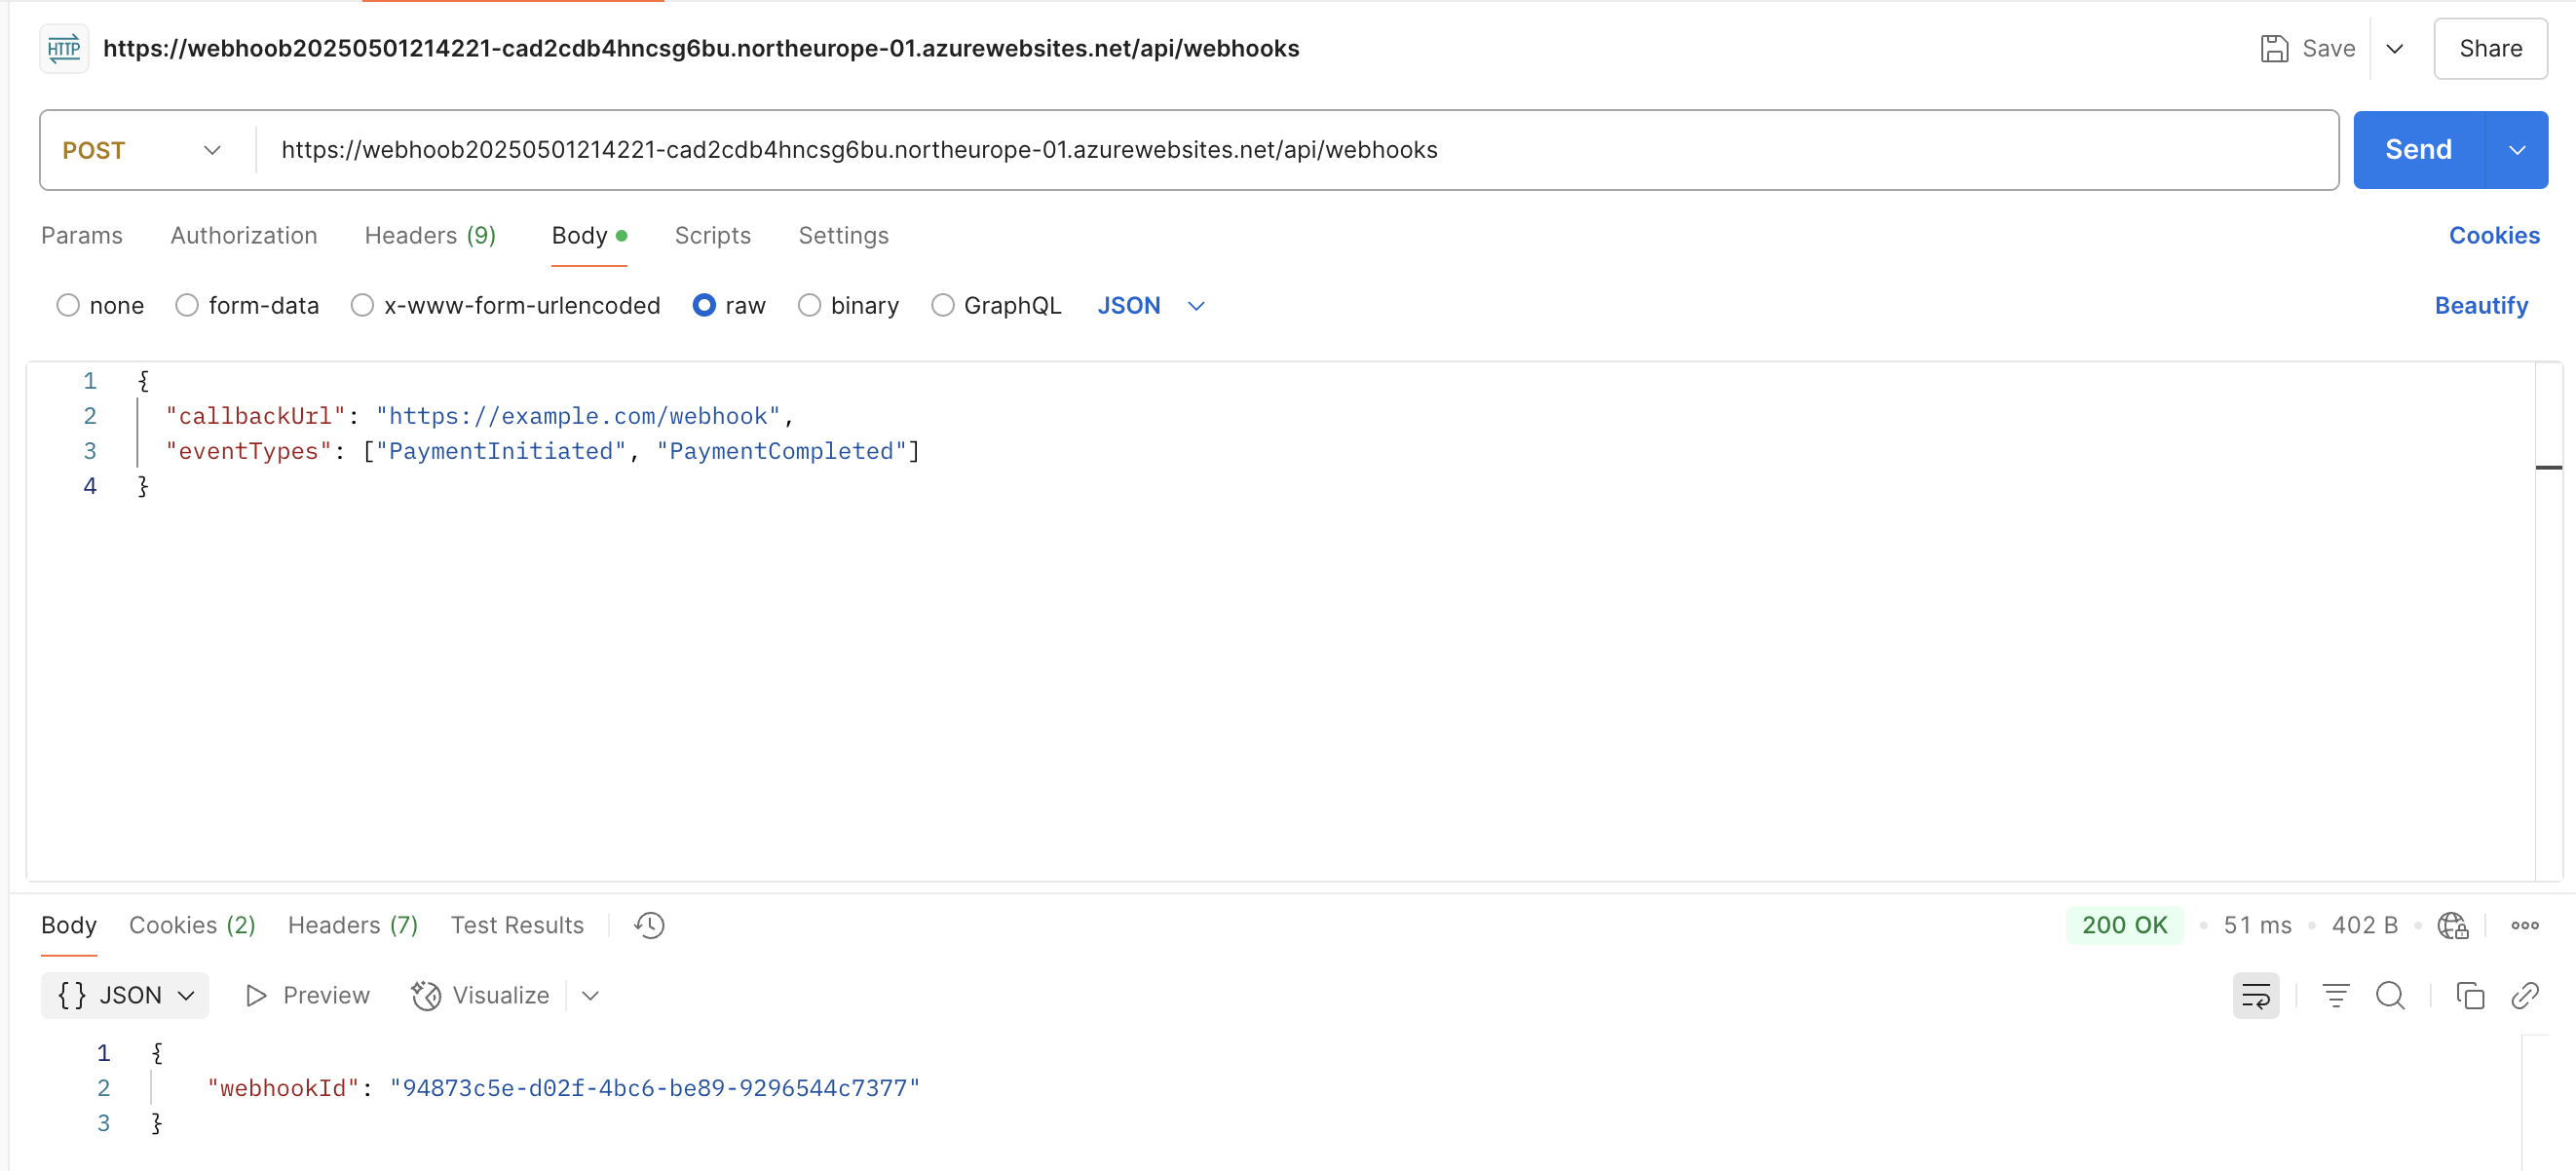 HTTP https://webhoob20250501214221-cad2cdb4hncsg6bu.northeurope-01.azurewebsites.net/api/webhooks Save Share
POST https://webhoob20250501214221-cad2cdb4hncsg6bu.northeurope-01.azurewebsites.net/api/webhooks Send
Params Authorization Headers (9) Body Scripts Settings Cookies
none form-data x-www-form-urlencoded raw binary GraphQL JSON Beautify
1 {
2 "callbackUrl": "https://example.com/webhook",
3 "eventTypes": ["PaymentInitiated", "PaymentCompleted"]
4 }
Body Cookies (2) Headers (7) Test Results 200 OK 51 ms 402 B
{} JSON Preview Visualize
1 {
2 "webhookId": "94873c5e-d02f-4bc6-be89-9296544c7377"
3 }